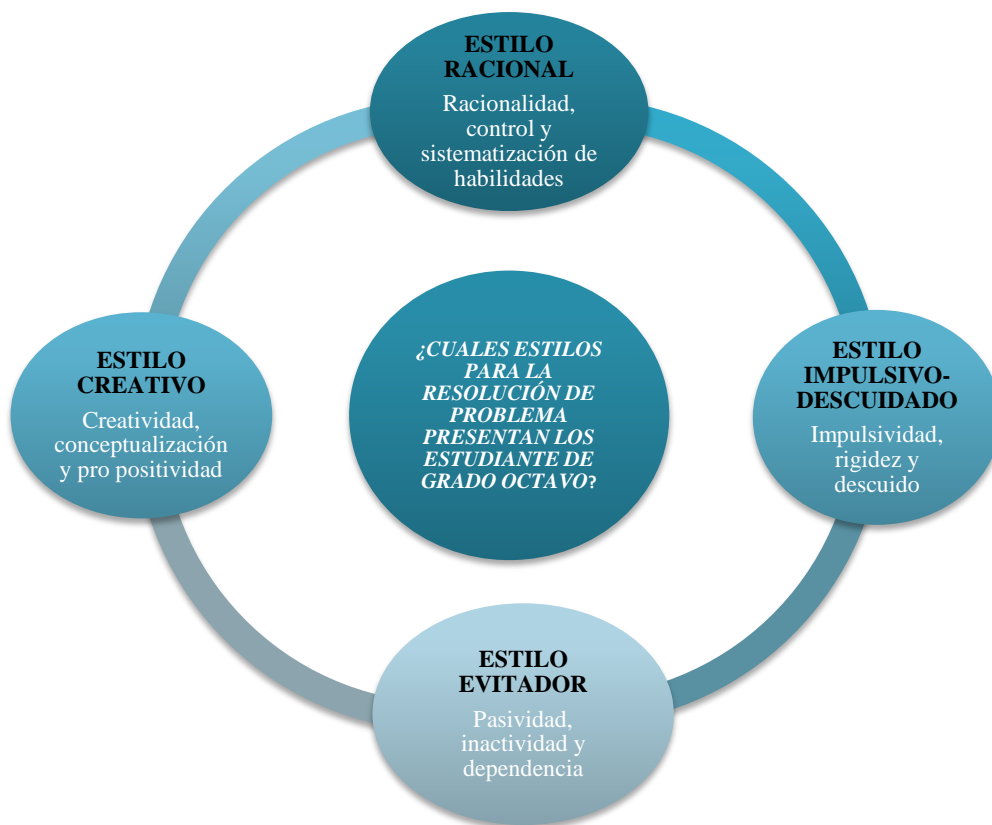 ESTILO
RACIONAL
Racionalidad,
control y
sistematización de
habilidades
ESTILO
CREATIVO
Creatividad,
conceptualización
y pro positividad
¿CUALES ESTILOS
PARA LA
RESOLUCIÓN DE
PROBLEMA
PRESENTAN LOS
ESTUDIANTE DE
GRADO OCTAVO?
ESTILO
IMPULSIVO-
DESCUIDADO
Impulsividad,
rigidez y
descuido
ESTILO
EVITADOR
Pasividad,
inactividad y
dependencia